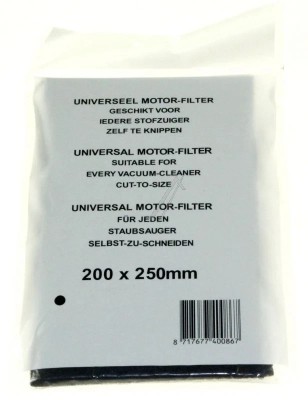 UNIVERSEEL MOTOR-FILTER
GESCHIKT VOOR
IEDERE STOFZUIGER
ZELF TE KNIPPEN
UNIVERSAL MOTOR-FILTER
SUITABLE FOR
EVERY VACUUM-CLEANER
CUT-TO-SIZE
UNIVERSAL MOTOR-FILTER
FÜR JEDEN
STAUBSAUGER
SELBST-ZU-SCHNEIDEN
200 x 250mm
8 717677 400867